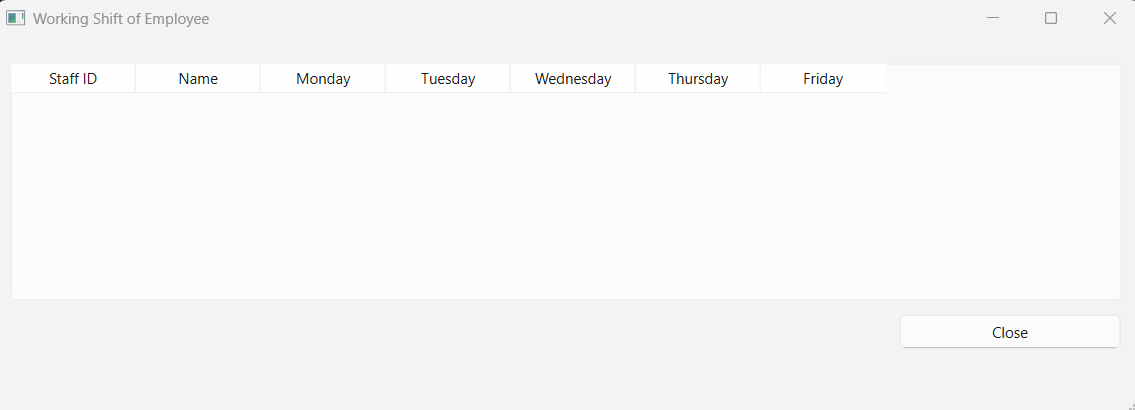 Working Shift of Employee
Staff ID Name Monday Tuesday Wednesday Thursday Friday
Close